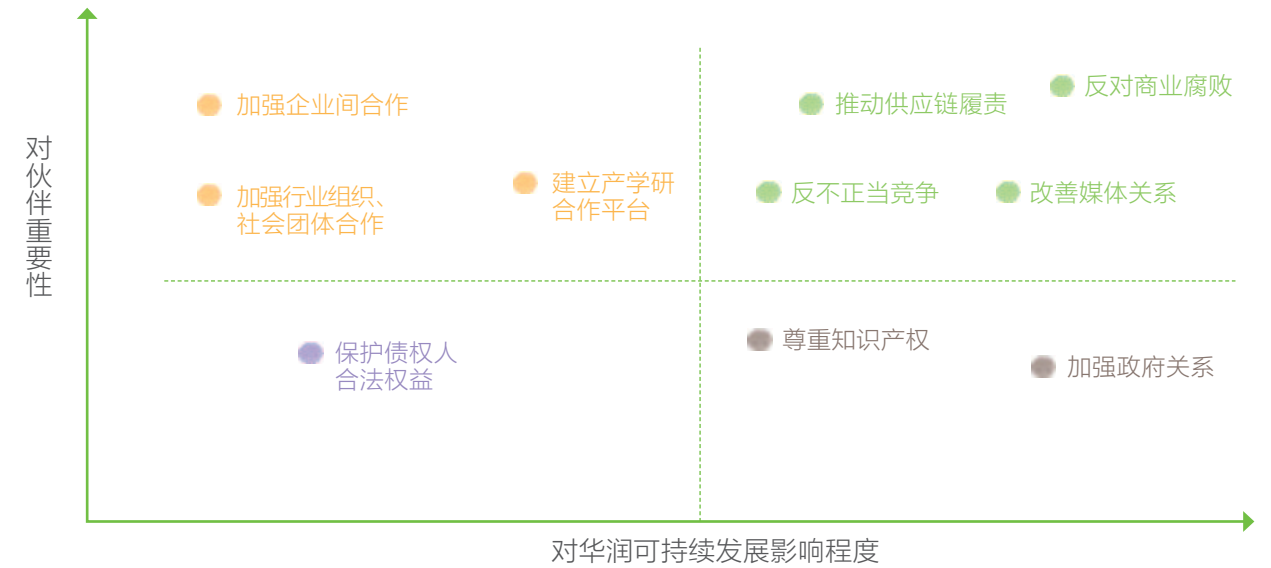 对伙伴重要性
加强企业间合作
推动供应链履责
反对商业腐败
加强行业组织、
社会团体合作
建立产学研
合作平台
反不正当竞争
改善媒体关系
保护债权人
合法权益
尊重知识产权
加强政府关系
对华润可持续发展影响程度